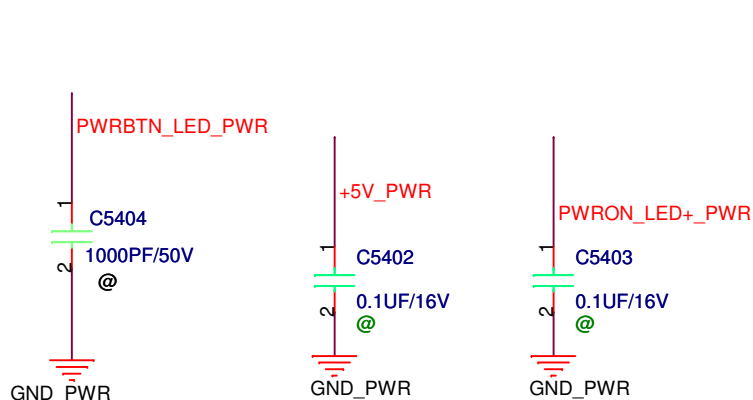 PWRBTN_LED_PWR
1
C5404
1000PF/50V
2
@
GND_PWR
+5V_PWR
1
C5402
0.1UF/16V
2
@
GND_PWR
PWRON_LED+_PWR
1
C5403
0.1UF/16V
2
@
GND_PWR